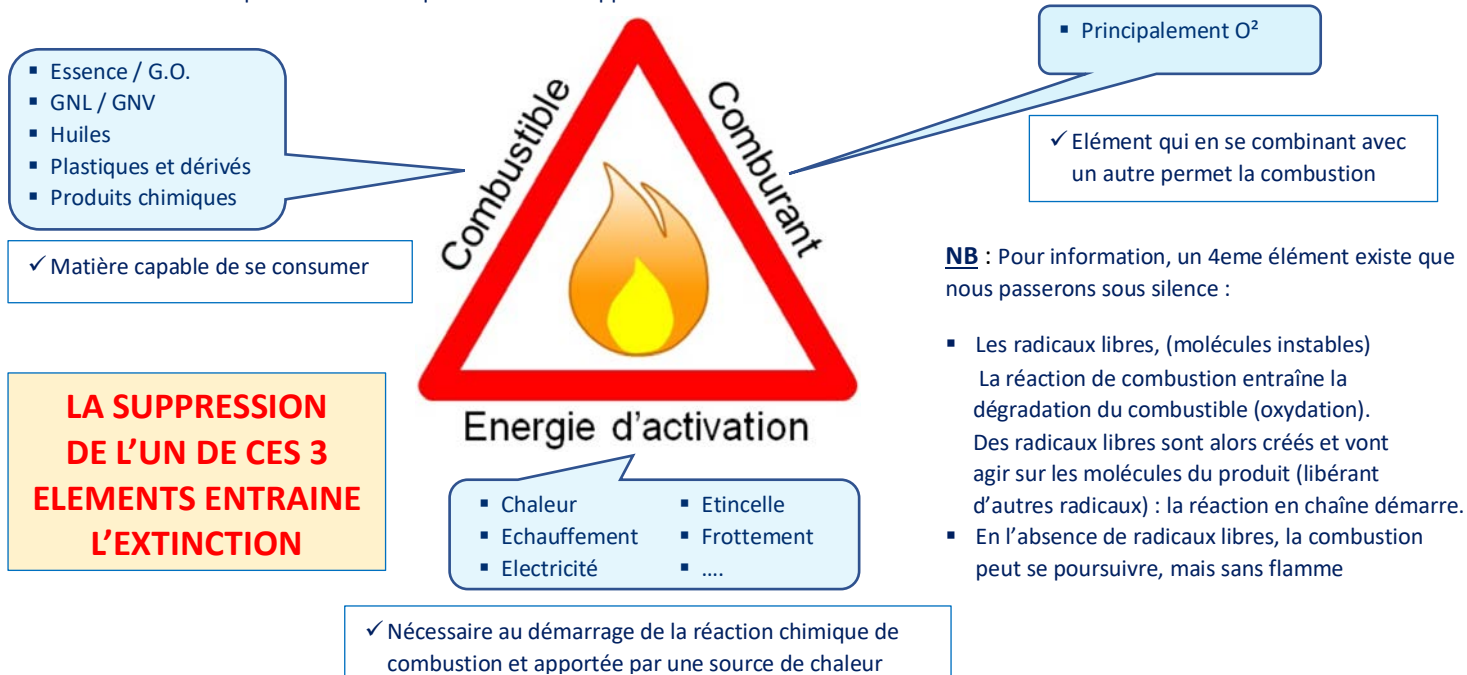 ▪ Essence / G.O.
▪ GNL / GNV
▪ Huiles
▪ Plastiques et dérivés
▪ Produits chimiques
✓ Matière capable de se consumer
LA SUPPRESSION
DE L’UN DE CES 3
ELEMENTS ENTRAINE
L’EXTINCTION
Combustible
Comburant
Energie d’activation
▪ Chaleur
▪ Echauffement
▪ Electricité
▪ Etincelle
▪ Frottement
▪ ….
✓ Nécessaire au démarrage de la réaction chimique de
combustion et apportée par une source de chaleur
▪ Principalement O²
✓ Elément qui en se combinant avec
un autre permet la combustion
NB : Pour information, un 4eme élément existe que
nous passerons sous silence :
▪ Les radicaux libres, (molécules instables)
La réaction de combustion entraîne la
dégradation du combustible (oxydation).
Des radicaux libres sont alors créés et vont
agir sur les molécules du produit (libérant
d’autres radicaux) : la réaction en chaîne démarre.
▪ En l’absence de radicaux libres, la combustion
peut se poursuivre, mais sans flamme